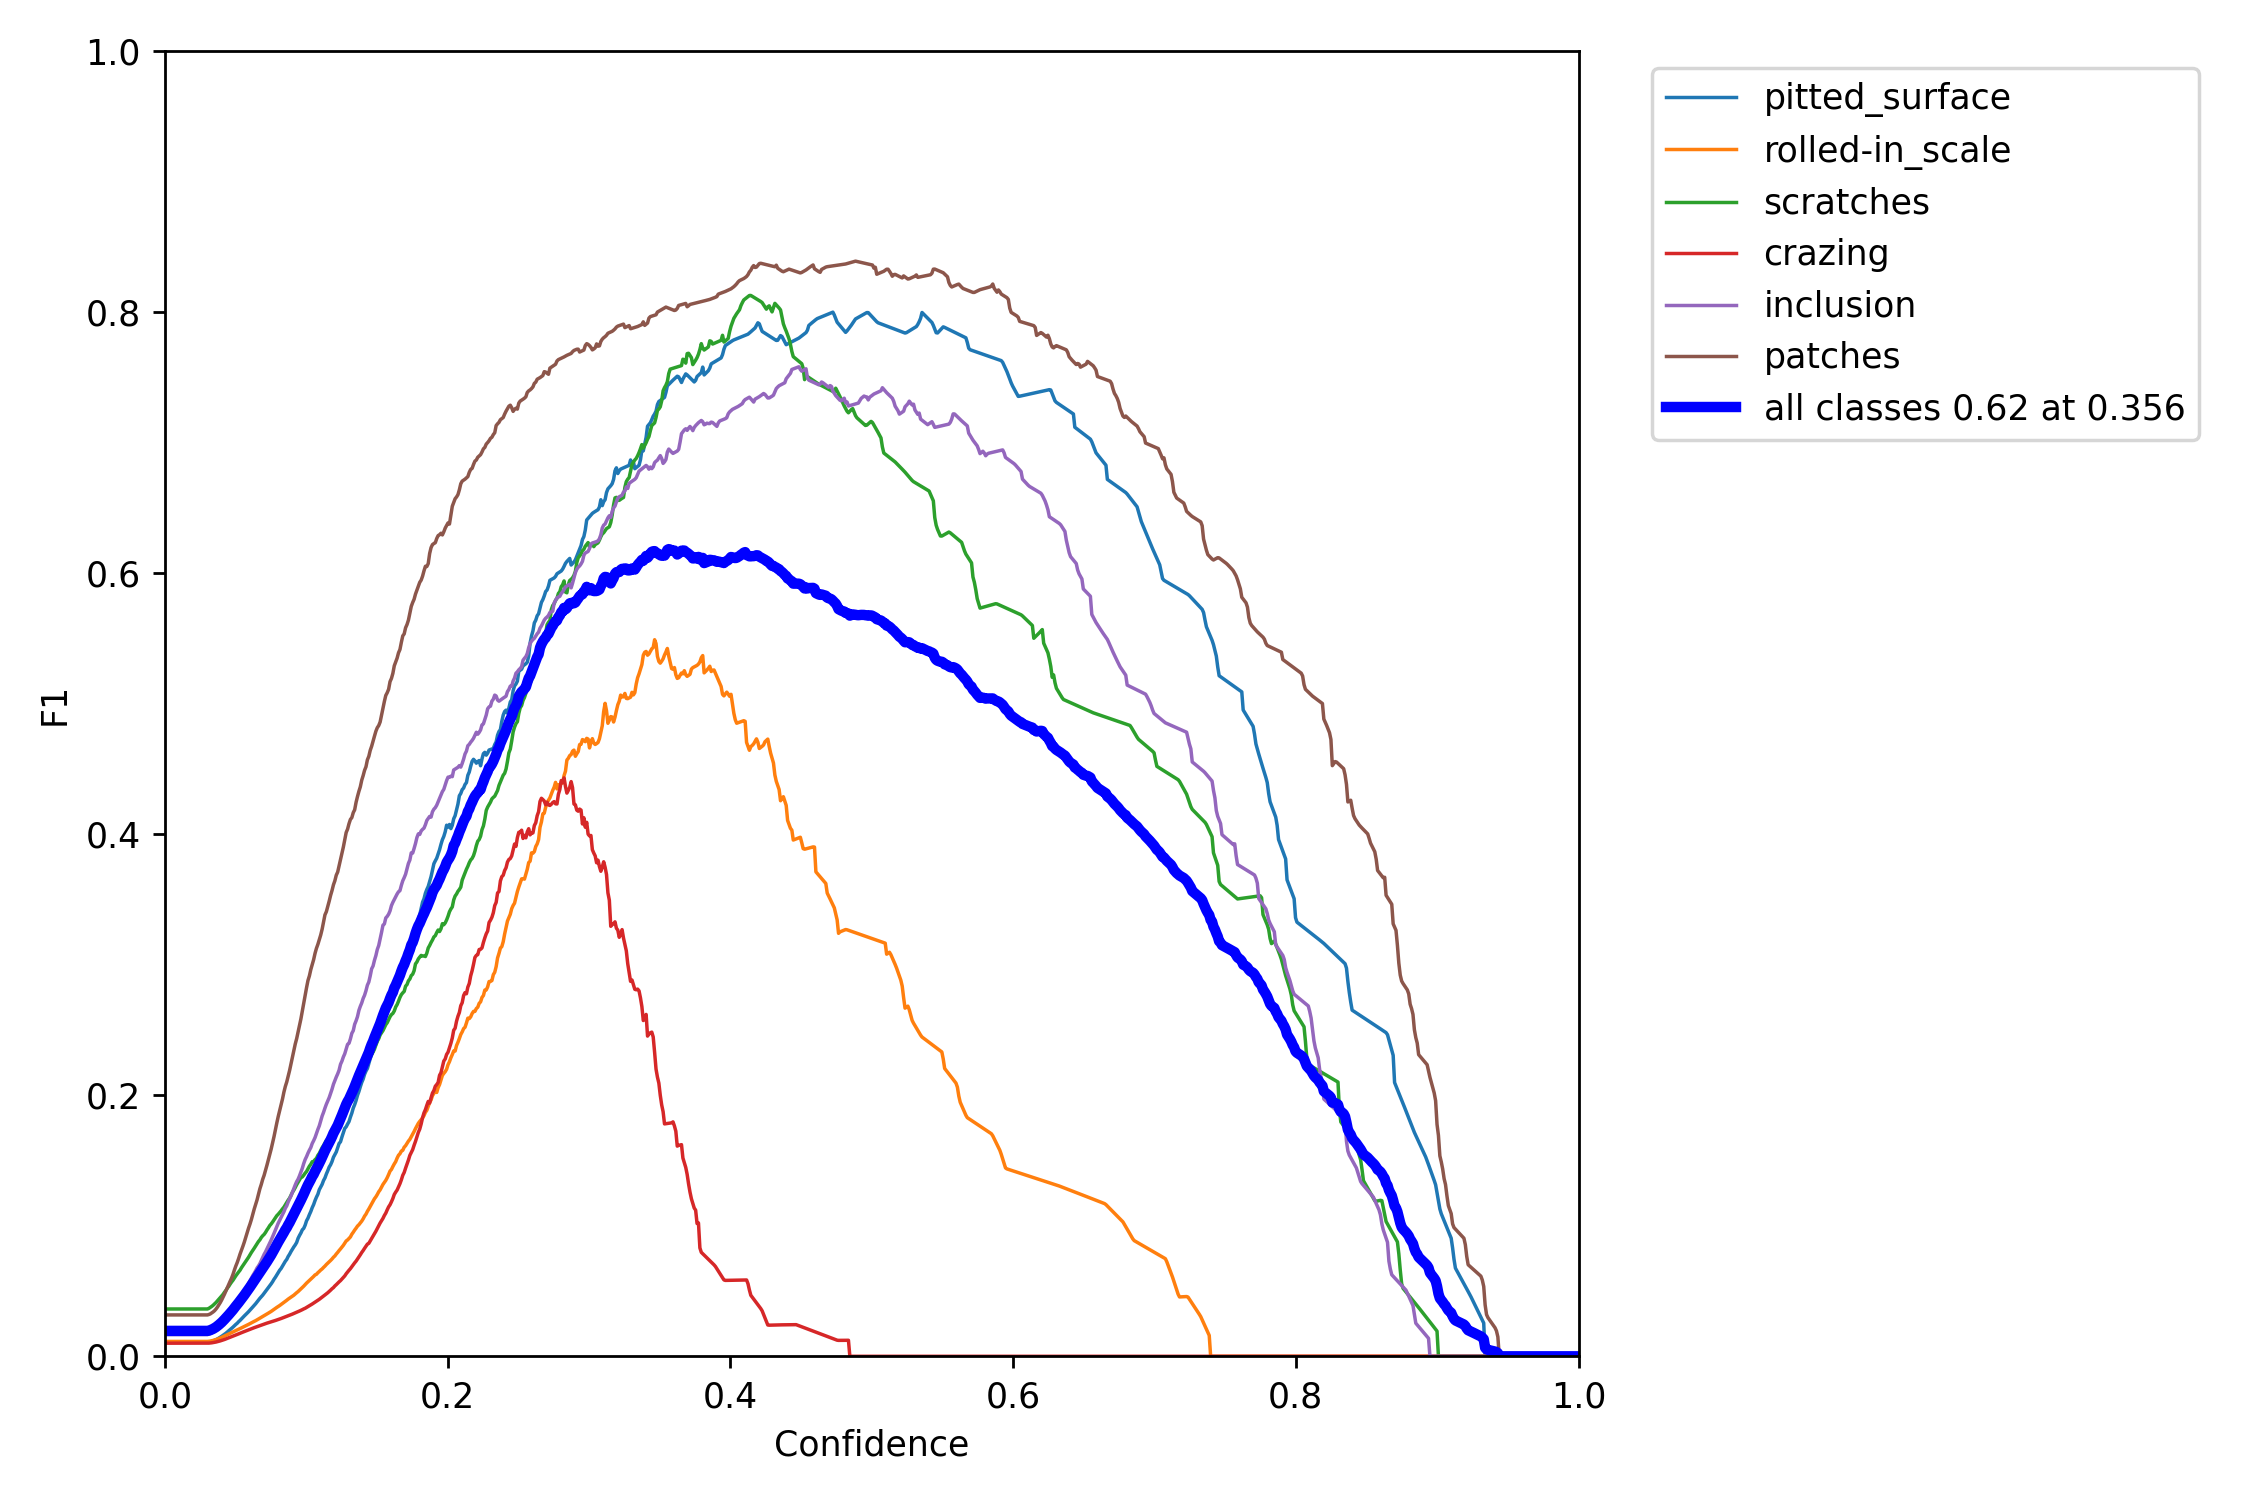 1.0
0.8
0.6
0.4
0.2
0.0
F1
0.0 0.2 0.4 0.6 0.8 1.0
Confidence
pitted_surface
rolled-in_scale
scratches
crazing
inclusion
patches
all classes 0.62 at 0.356